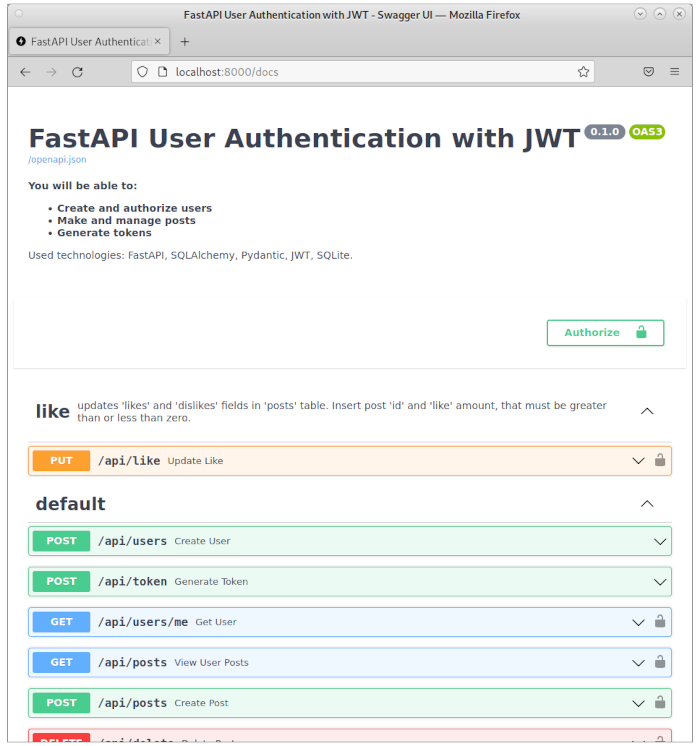 FastAPI User Authentication with JWT - Swagger UI — Mozilla Firefox
FastAPI User Authenticati
localhost:8000/docs
FastAPI User Authentication with JWT 0.1.0 OAS3
/openapi.json
You will be able to:
• Create and authorize users
• Make and manage posts
• Generate tokens
Used technologies: FastAPI, SQLAlchemy, Pydantic, JWT, SQLite.
Authorize
like updates 'likes' and 'dislikes' fields in 'posts' table. Insert post 'id' and 'like' amount, that must be greater
than or less than zero.
PUT /api/like Update Like
default
POST /api/users Create User
POST /api/token Generate Token
GET /api/users/me Get User
GET /api/posts View User Posts
POST /api/posts Create Post
DELETE /api/delete Delete Post